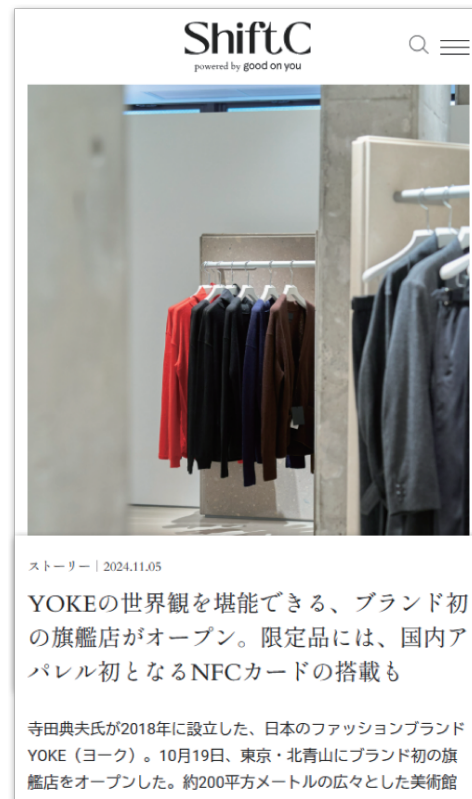 ShiftC
powered by good on you
ストーリー｜2024.11.05
YOKEの世界観を堪能できる、ブランド初
の旗艦店がオープン。限定品には、国内ア
パレル初となるNFCカードの搭載も
寺田典夫氏が2018年に設立した、日本のファッションブランド
YOKE（ヨーク）。10月19日、東京・北青山にブランド初の旗
艦店をオープンした。約200平方メートルの広々とした美術館